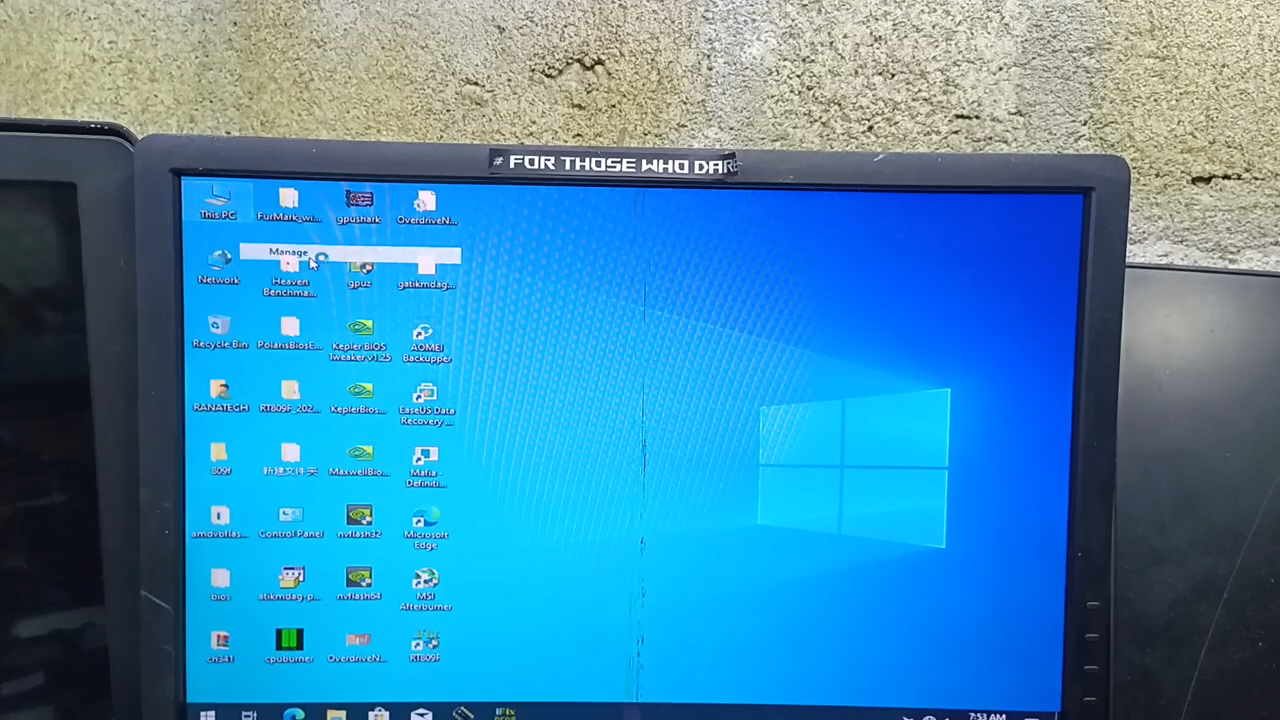 # FOR THOSE WHO DARE
This PC
FurMark_wi...
gpushark
OverdriveN...
Manage
Network
Heaven
Benchma...
gpuz
gatikmdag...
Recycle Bin
PolarisBiosE...
Kepler BIOS
Tweaker v1.25
AOMEI
Backupper
RANATECH
RT809F_202...
KeplerBios...
EaseUS Data
Recovery ...
809f
新建文件夹
MaxwellBio...
Mafia -
Definiti...
amdvbflas...
Control Panel
nvflash32
Microsoft
Edge
bios
atikmdag-p...
nvflash64
MSI
Afterburner
ch341
cpuburner
OverdriveN...
RT809F
iFix
7:53 AM